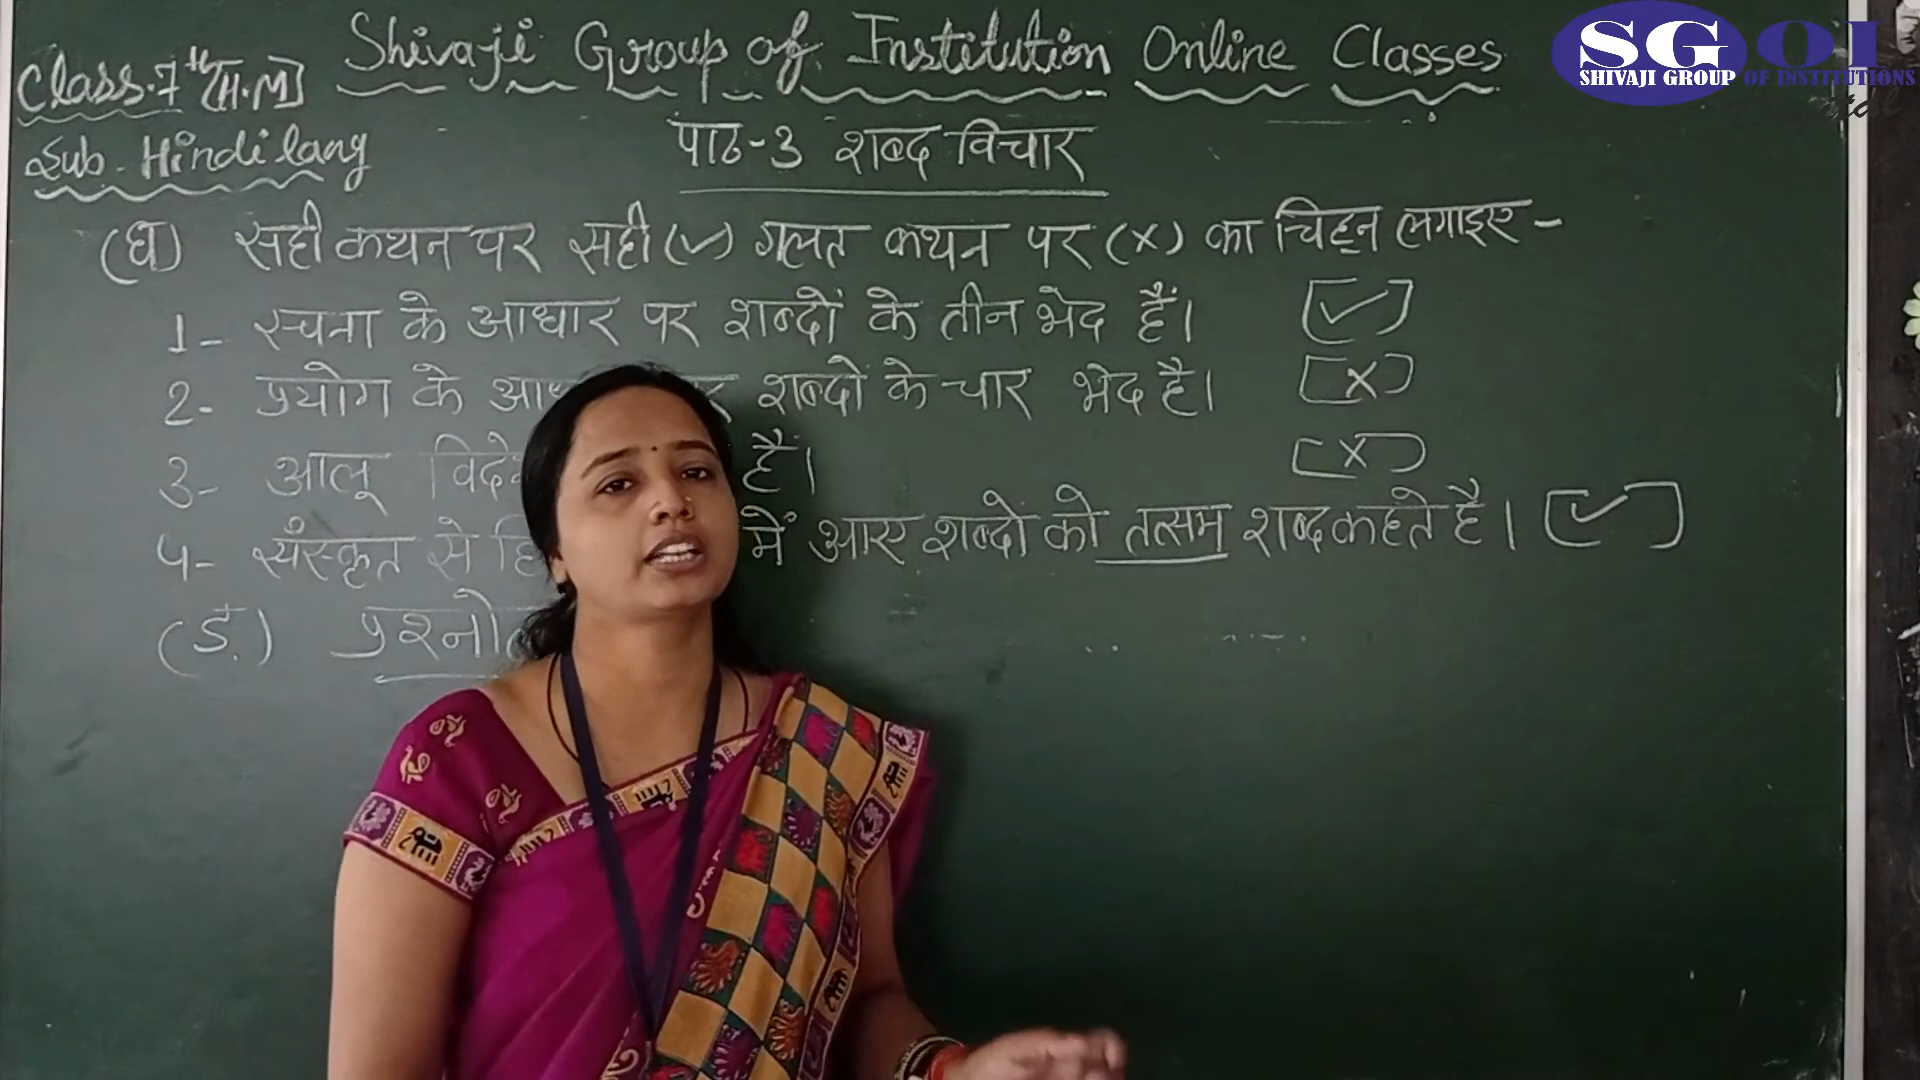 Shivaji Group of Institution Online Classes
SGOI
SHIVAJI GROUP OF INSTITUTIONS
Class.7th [H.M]
Sub. Hindi lang
पाठ-3 शब्द विचार
(घ) सही कथन पर सही (✓) गलत कथन पर (x) का चिह्न लगाइए -
1- रचना के आधार पर शब्दों के तीन भेद हैं। [✓]
2- प्रयोग के शब्दों के चार भेद है। [x]
3- आलू हैं। [x]
4- संस्कृत से में आए शब्दों को तत्सम शब्द कहते है। [✓]
(ड.)